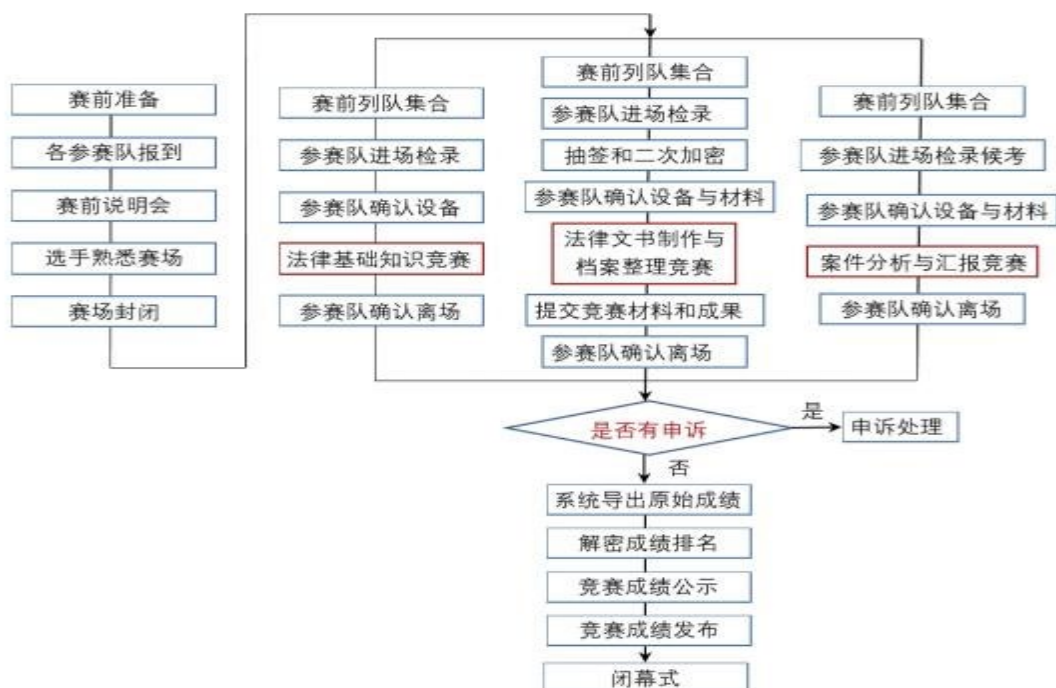 赛前准备
各参赛队报到
赛前说明会
选手熟悉赛场
赛场封闭
赛前列队集合
参赛队进场检录
参赛队确认设备
法律基础知识竞赛
参赛队确认离场
赛前列队集合
参赛队进场检录
抽签和二次加密
参赛队确认设备与材料
法律文书制作与
档案整理竞赛
提交竞赛材料和成果
参赛队确认离场
赛前列队集合
参赛队进场检录候考
参赛队确认设备与材料
案件分析与汇报竞赛
参赛队确认离场
是否有申诉
是
申诉处理
否
系统导出原始成绩
解密成绩排名
竞赛成绩公示
竞赛成绩发布
闭幕式